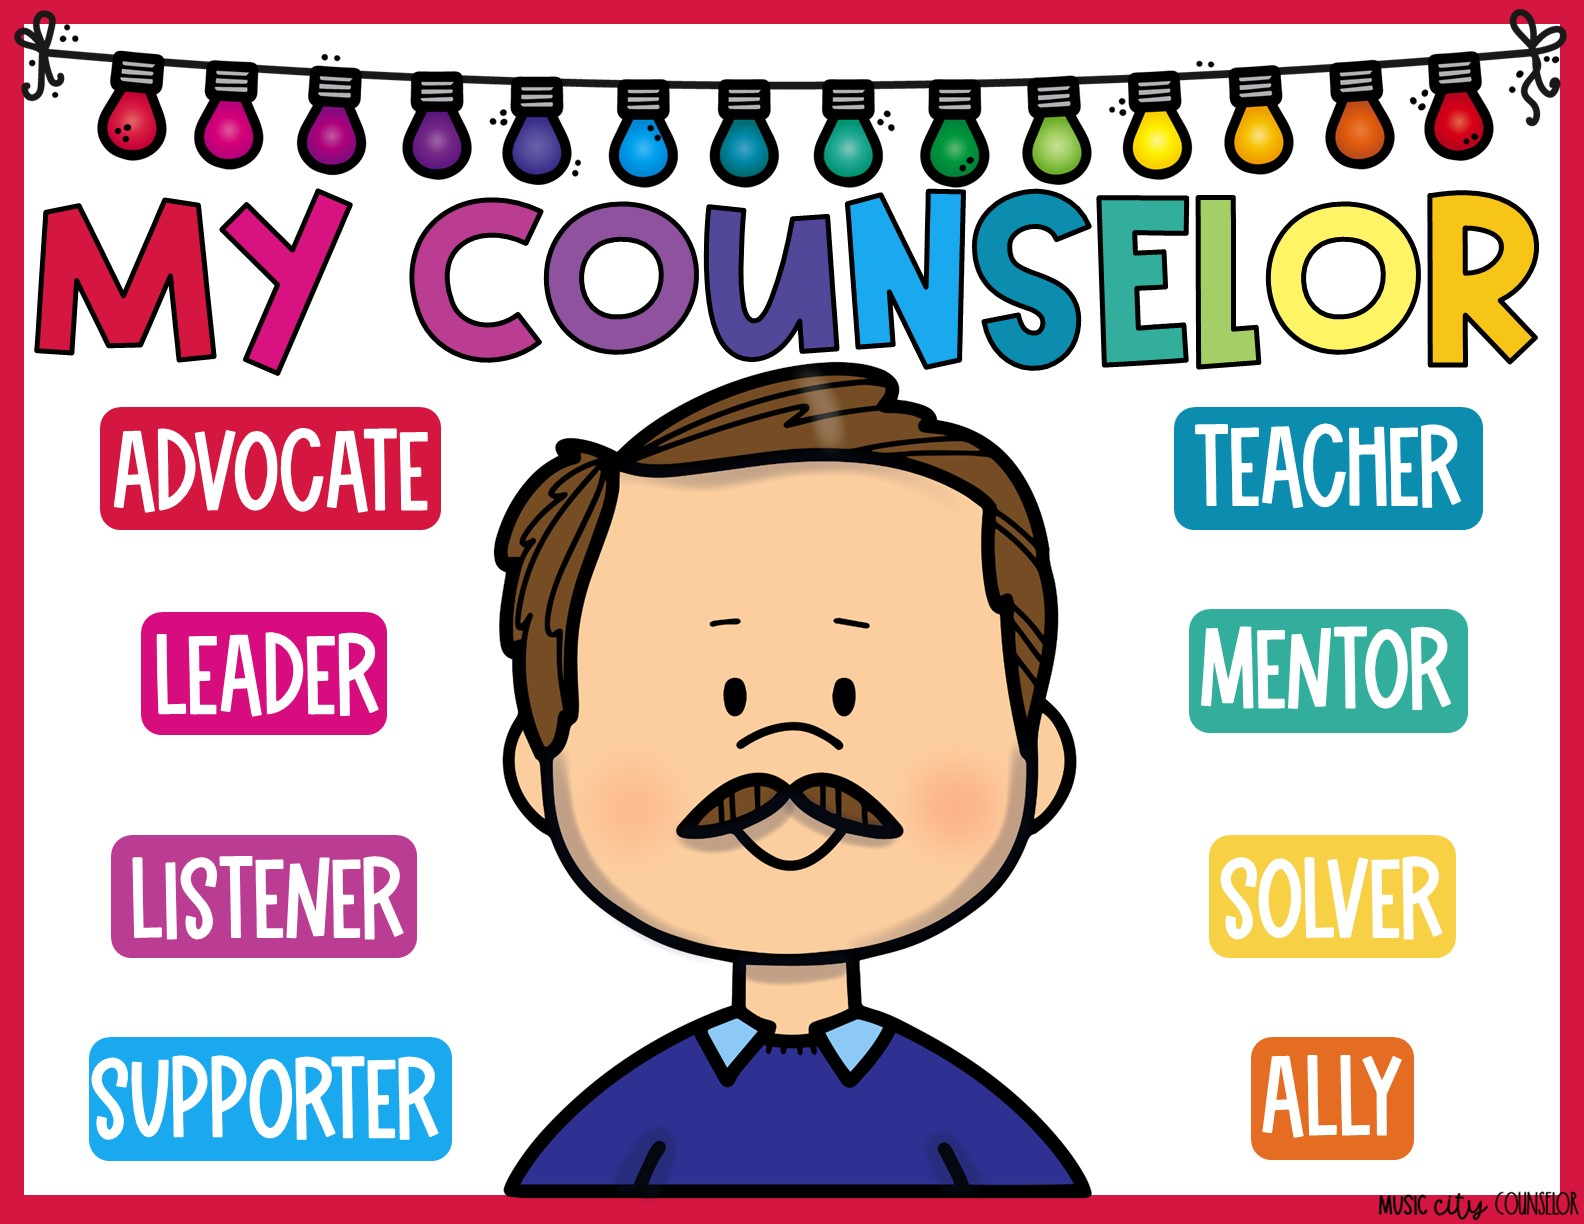 MY COUNSELOR
ADVOCATE
LEADER
LISTENER
SUPPORTER
TEACHER
MENTOR
SOLVER
ALLY
MUSIC city COUNSELOR